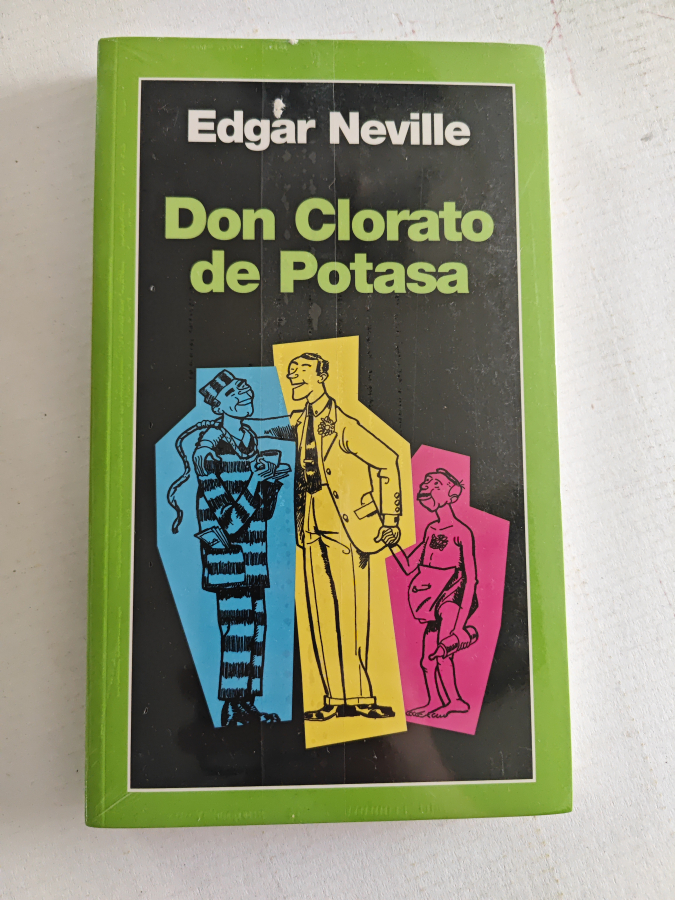 Edgar Neville
Don Clorato
de Potasa